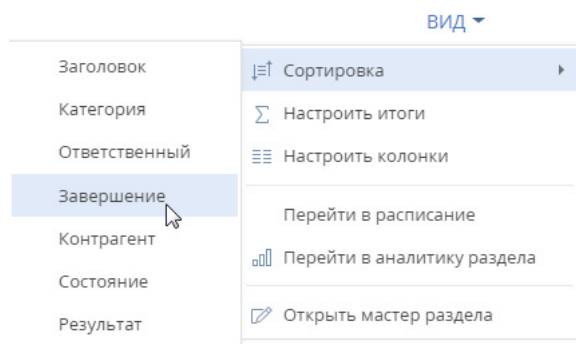 ВИД
Сортировка
Настроить итоги
Настроить колонки
Перейти в расписание
Перейти в аналитику раздела
Открыть мастер раздела
Заголовок
Категория
Ответственный
Завершение
Контрагент
Состояние
Результат